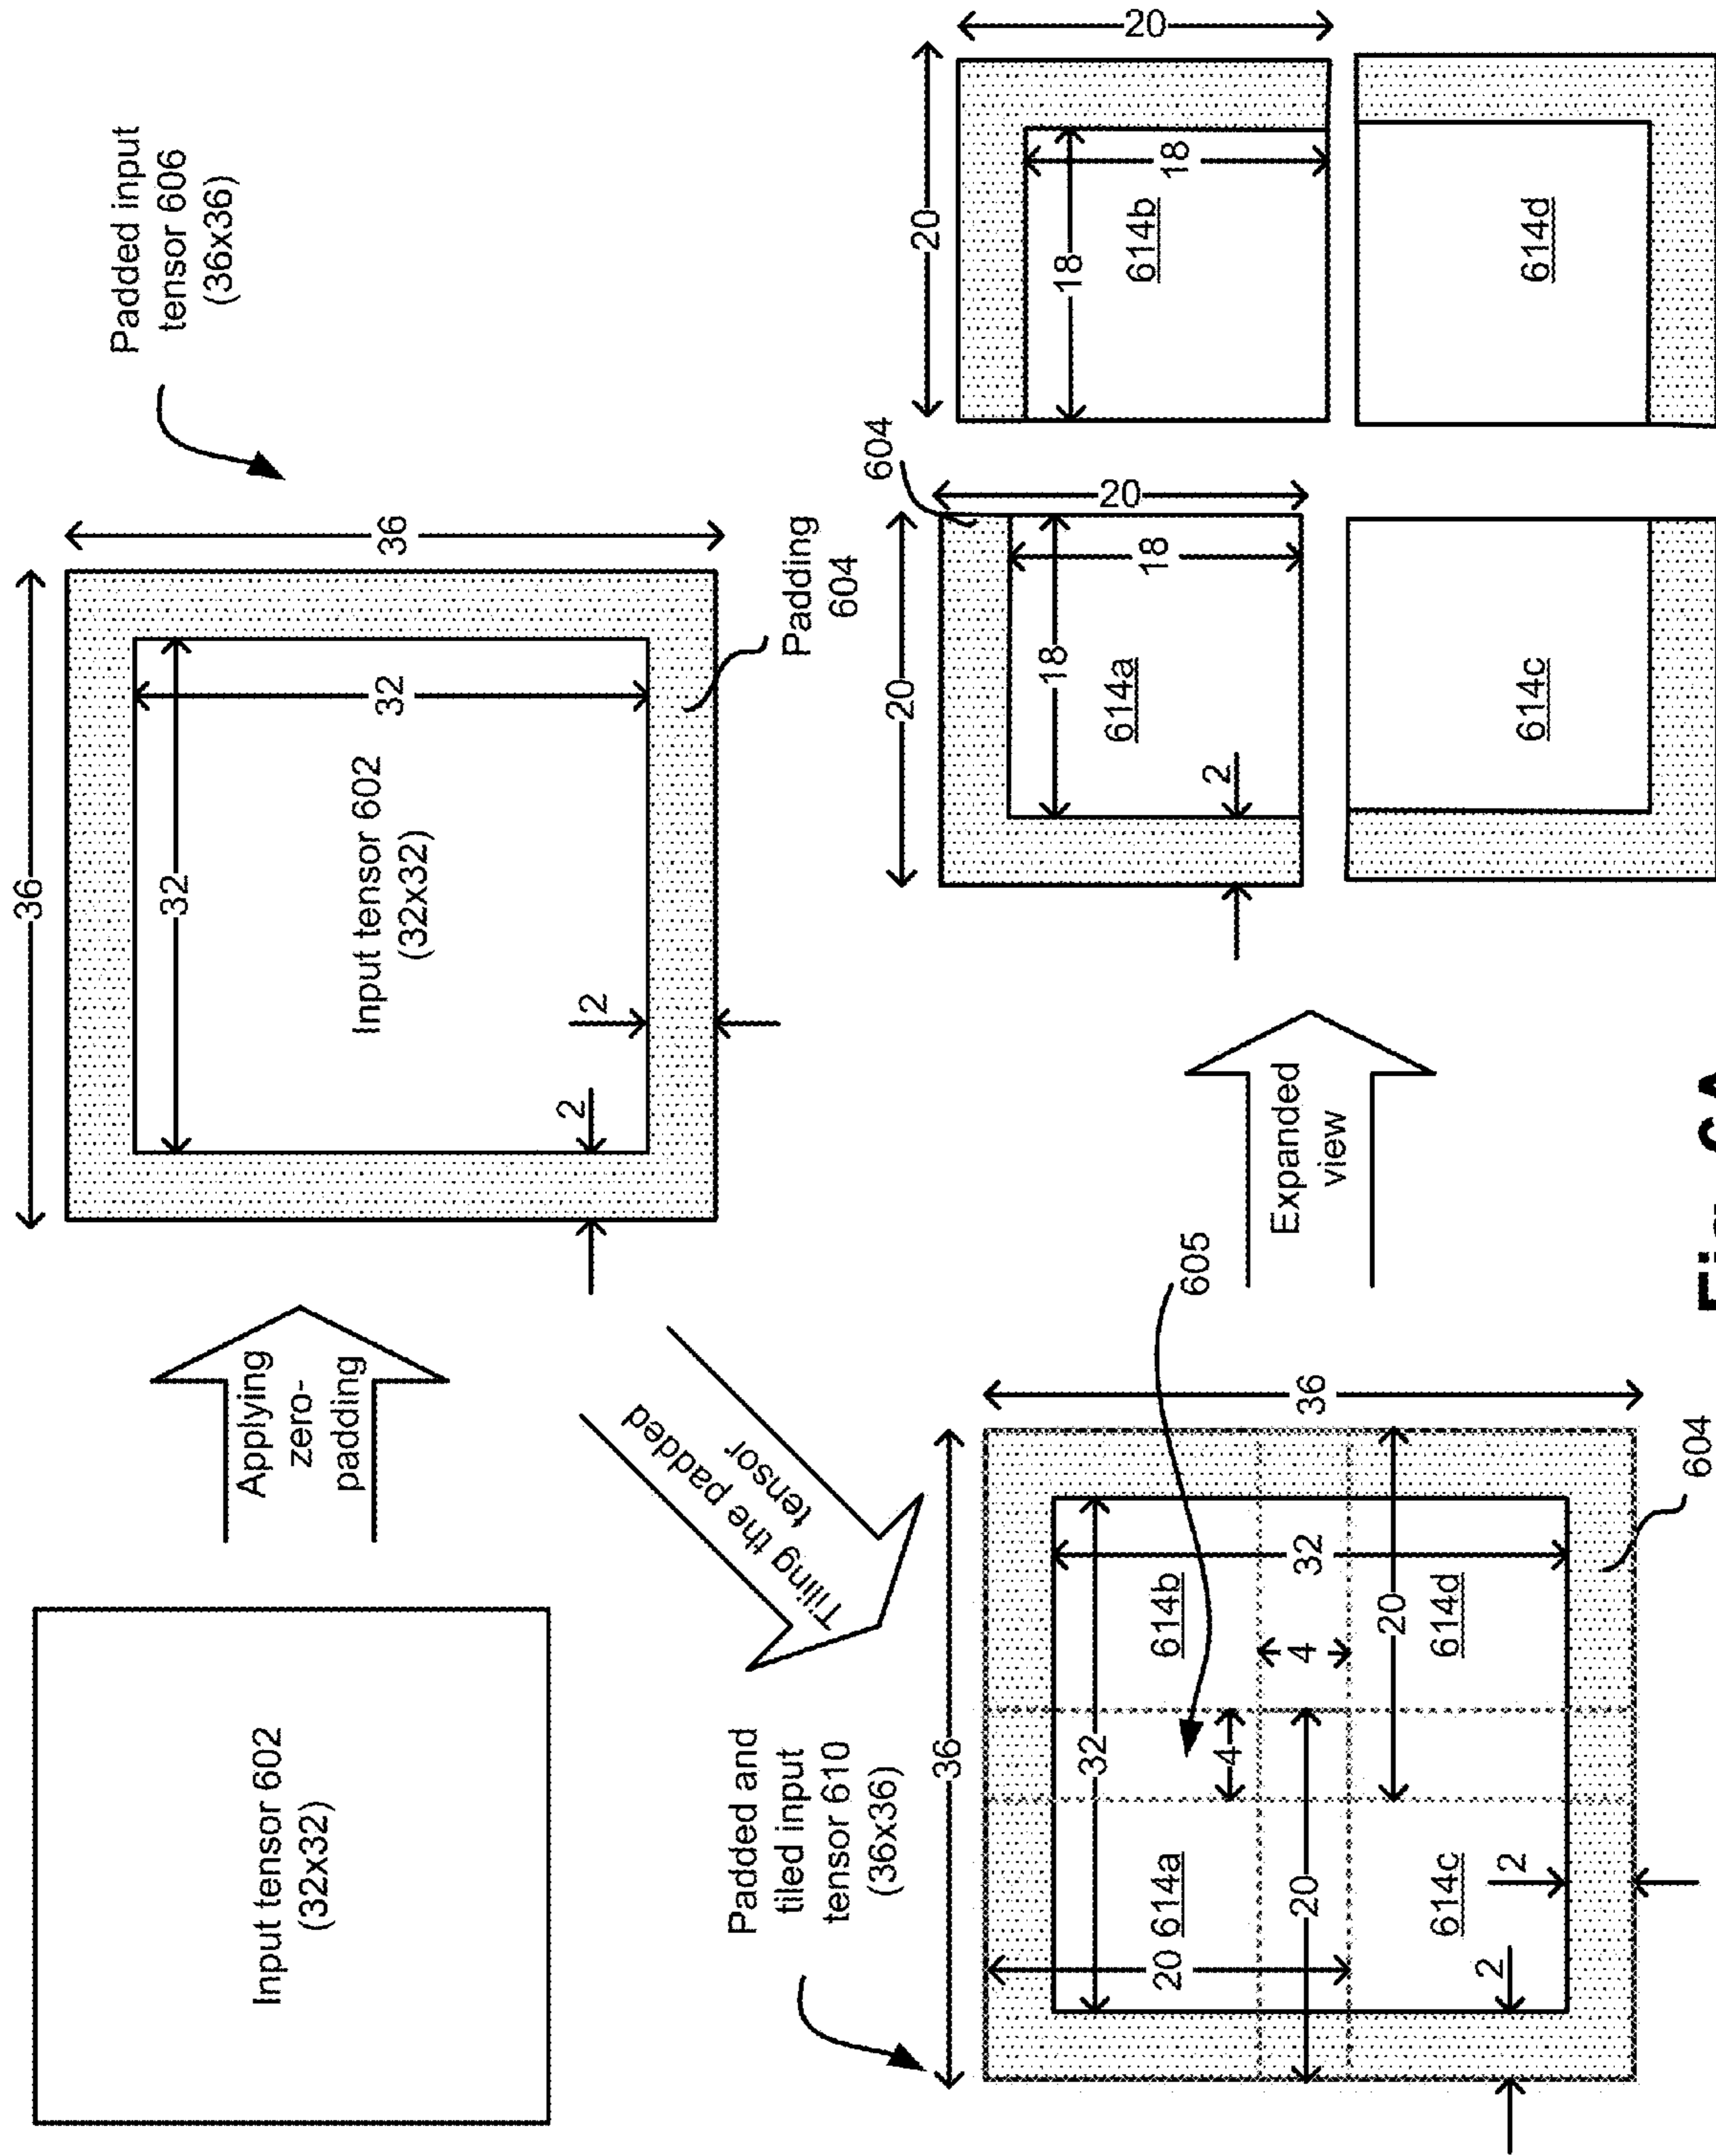 Input tensor 602
(32x32)
Applying
zero-
padding
36
32
Input tensor 602
(32x32)
32
36
2
2
Padding
604
Padded input
tensor 606
(36x36)
Tilling the padded
tensor
Padded and
tiled input
tensor 610
(36x36)
36
32
614a
614b
20
4
4
32
36
20
20
614c
614d
2
2
605
604
Expanded
view
20
604
18
614a
18
20
2
20
18
614b
18
20
614c
614d
Fig. 6A